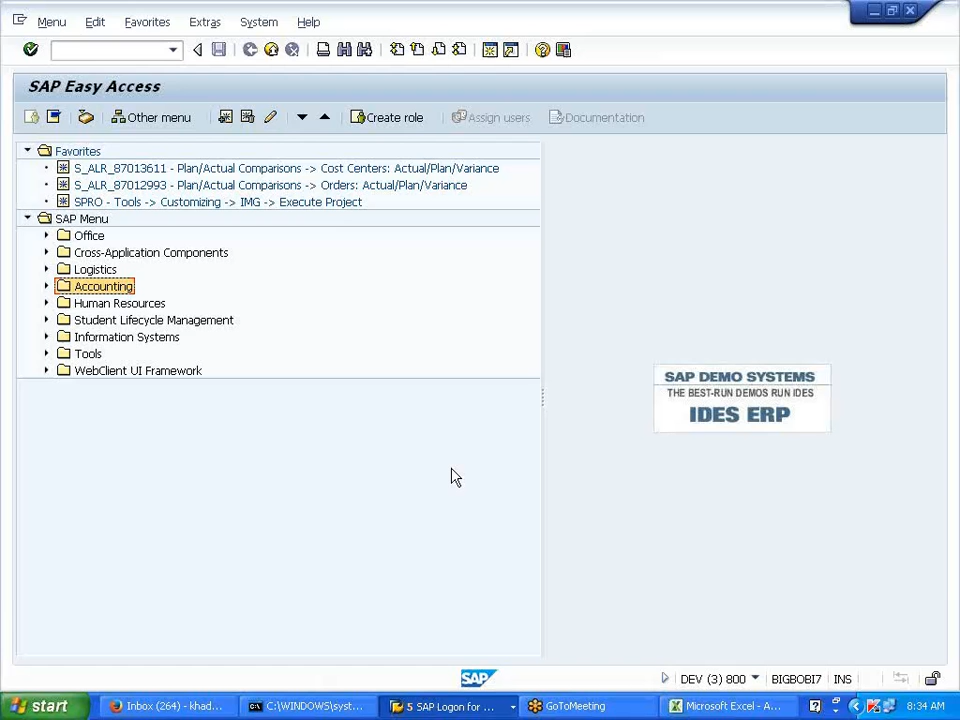 Menu Edit Favorites Extras System Help
SAP Easy Access
Other menu Create role Assign users Documentation
Favorites
S_ALR_87013611 - Plan/Actual Comparisons -> Cost Centers: Actual/Plan/Variance
S_ALR_87012993 - Plan/Actual Comparisons -> Orders: Actual/Plan/Variance
SPRO - Tools -> Customizing -> IMG -> Execute Project
SAP Menu
Office
Cross-Application Components
Logistics
Accounting
Human Resources
Student Lifecycle Management
Information Systems
Tools
WebClient UI Framework
SAP DEMO SYSTEMS
THE BEST-RUN DEMOS RUN IDES
IDES ERP
SAP
DEV (3) 800 BIGBOBI7 INS
start Inbox (264) - khad... C:\WINDOWS\syst... 5 SAP Logon for ... GoToMeeting Microsoft Excel - A... 8:34 AM